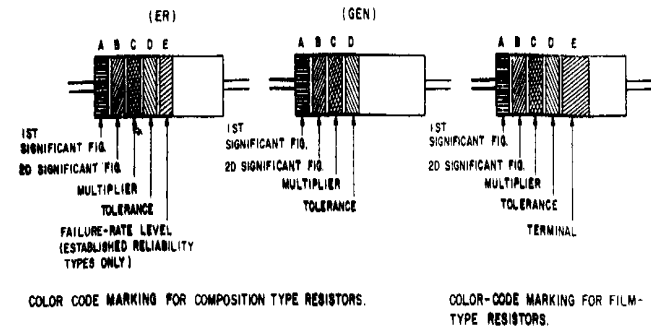 (ER)
A B C D E
1ST
SIGNIFICANT FIG.
2D SIGNIFICANT FIG.
MULTIPLIER
TOLERANCE
FAILURE-RATE LEVEL
(ESTABLISHED RELIABILITY
TYPES ONLY)
(GEN)
A B C D
1ST
SIGNIFICANT FIG.
2D SIGNIFICANT FIG.
MULTIPLIER
TOLERANCE
COLOR CODE MARKING FOR COMPOSITION TYPE RESISTORS.
A B C D E
1ST
SIGNIFICANT FIG.
2D SIGNIFICANT FIG.
MULTIPLIER
TOLERANCE
TERMINAL
COLOR-CODE MARKING FOR FILM-
TYPE RESISTORS.